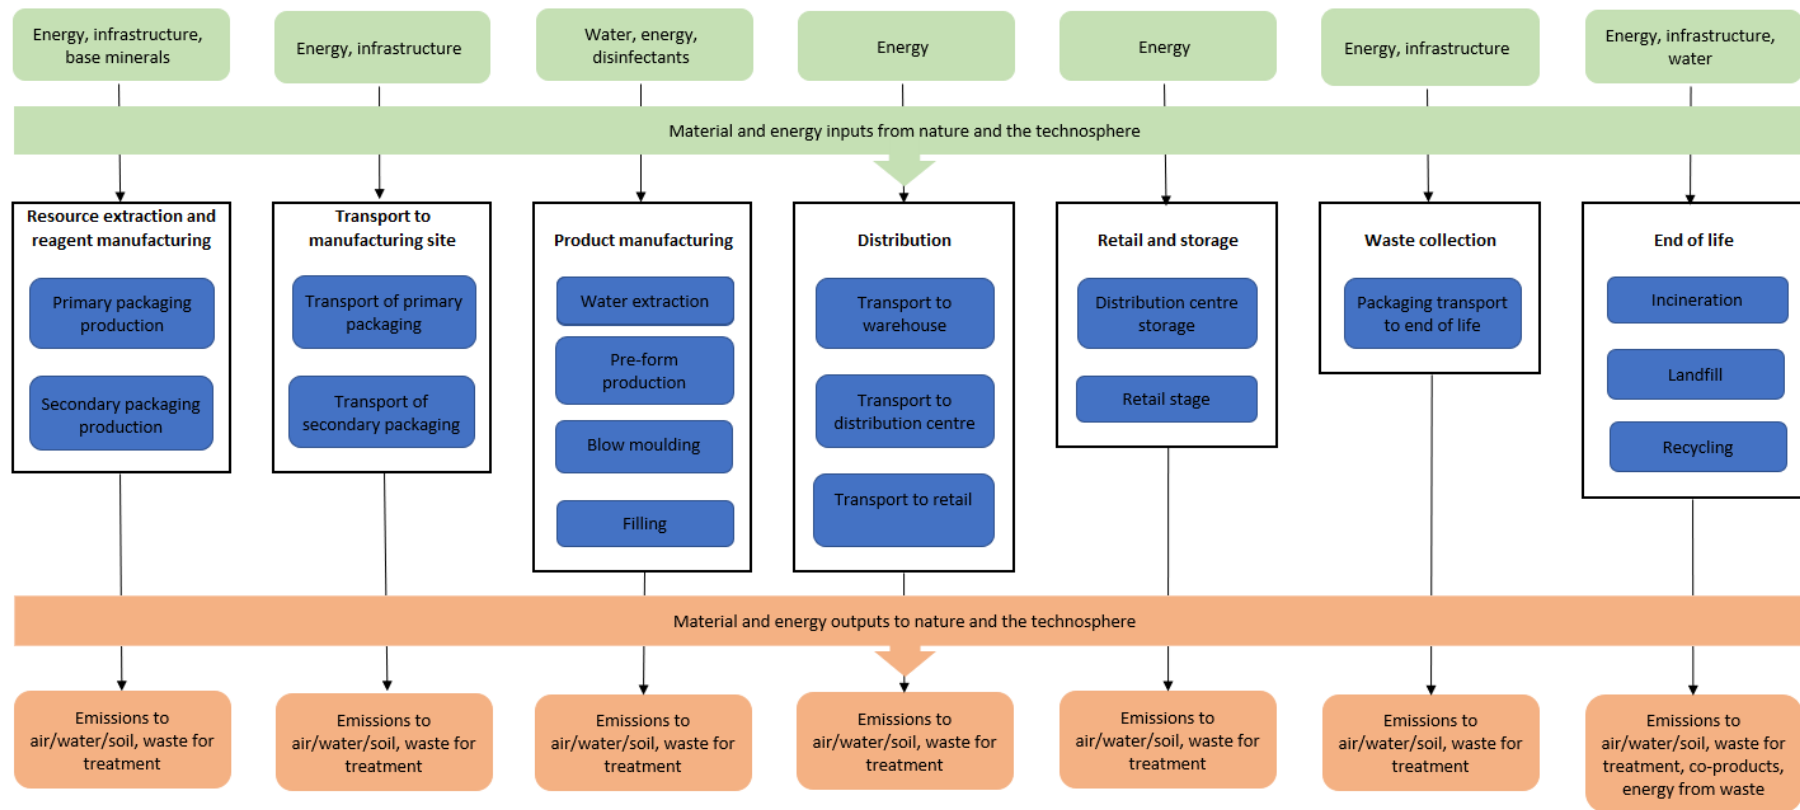 Energy, infrastructure,
base minerals
Energy, infrastructure
Water, energy,
disinfectants
Energy
Energy
Energy, infrastructure
Energy, infrastructure,
water
Material and energy inputs from nature and the technosphere
Resource extraction and
reagent manufacturing
Primary packaging
production
Secondary packaging
production
Transport to
manufacturing site
Transport of primary
packaging
Transport of
secondary packaging
Product manufacturing
Water extraction
Pre-form
production
Blow moulding
Filling
Distribution
Transport to
warehouse
Transport to
distribution centre
Transport to retail
Retail and storage
Distribution centre
storage
Retail stage
Waste collection
Packaging transport
to end of life
End of life
Incineration
Landfill
Recycling
Material and energy outputs to nature and the technosphere
Emissions to
air/water/soil, waste for
treatment
Emissions to
air/water/soil, waste for
treatment
Emissions to
air/water/soil, waste for
treatment
Emissions to
air/water/soil, waste for
treatment
Emissions to
air/water/soil, waste for
treatment
Emissions to
air/water/soil, waste for
treatment
Emissions to
air/water/soil, waste for
treatment, co-products,
energy from waste